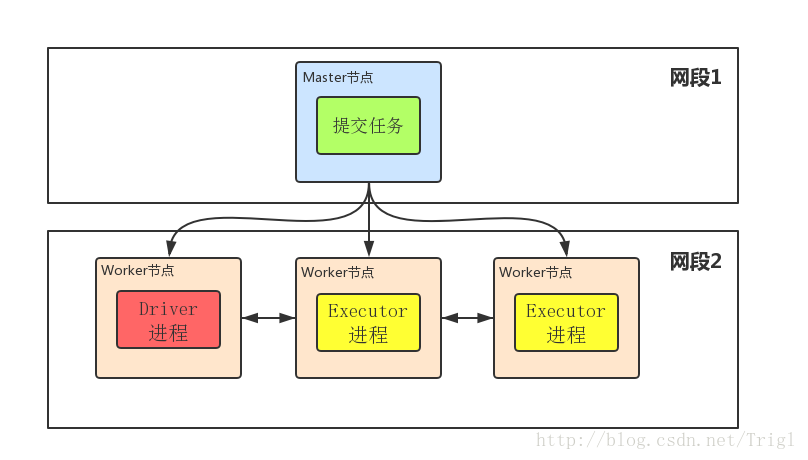 Master节点
网段1
提交任务
网段2
Worker节点
Worker节点
Worker节点
Driver
进程
Executor
进程
Executor
进程
http://blog.csdn.net/Trigl